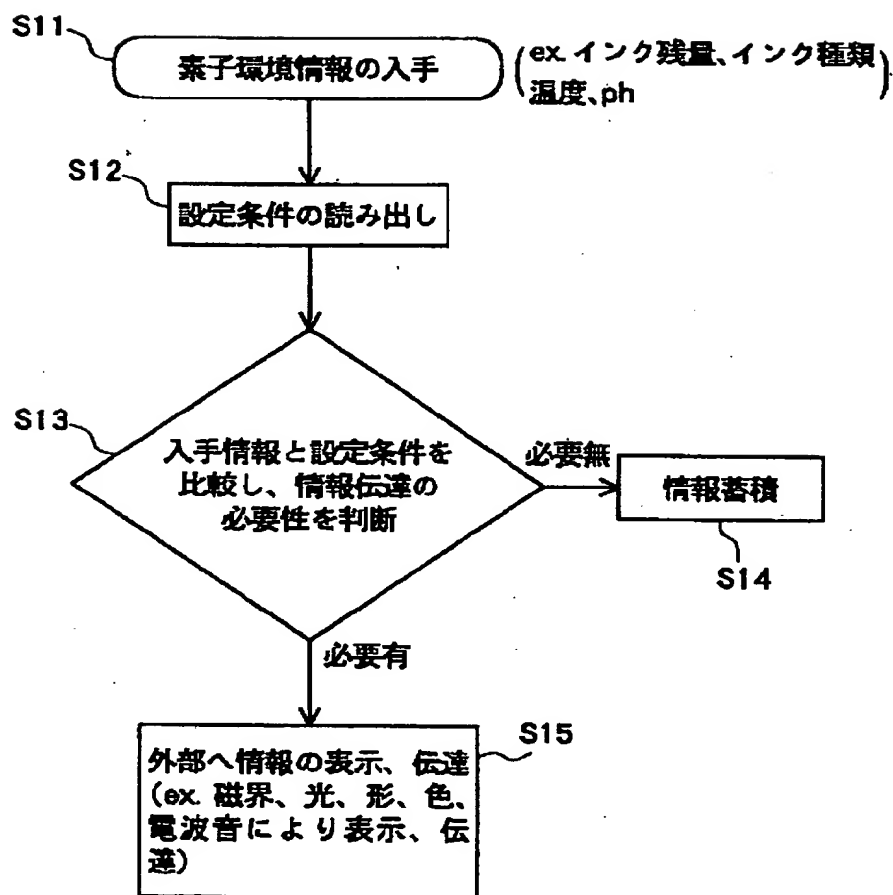 S11
素子環境情報の入手
(ex. インク残量、インク種類
温度、ph)
S12
設定条件の読み出し
S13
入手情報と設定条件を
比較し、情報伝達の
必要性を判断
必要無
情報蓄積
S14
必要有
S15
外部へ情報の表示、伝達
(ex. 磁界、光、形、色、
電波音により表示、伝
達)